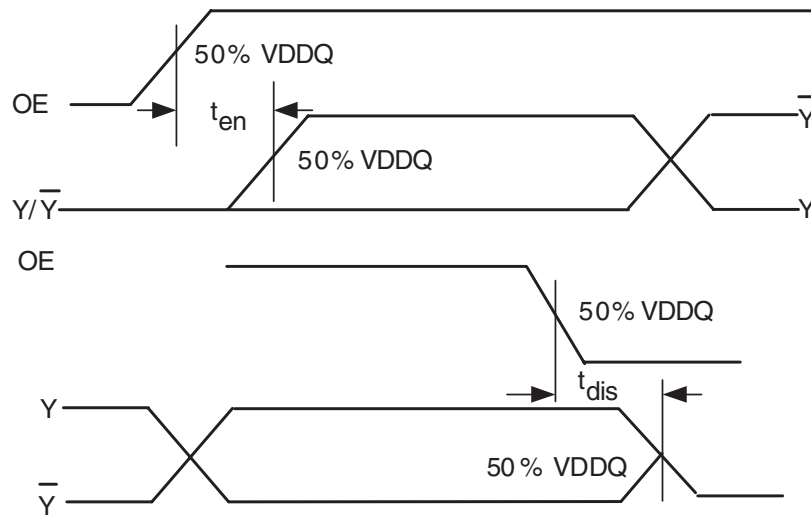 50% VDDQ
OE
t_en
Y̅
50% VDDQ
Y/Y̅
Y
OE
50% VDDQ
t_dis
Y
50% VDDQ
Y̅